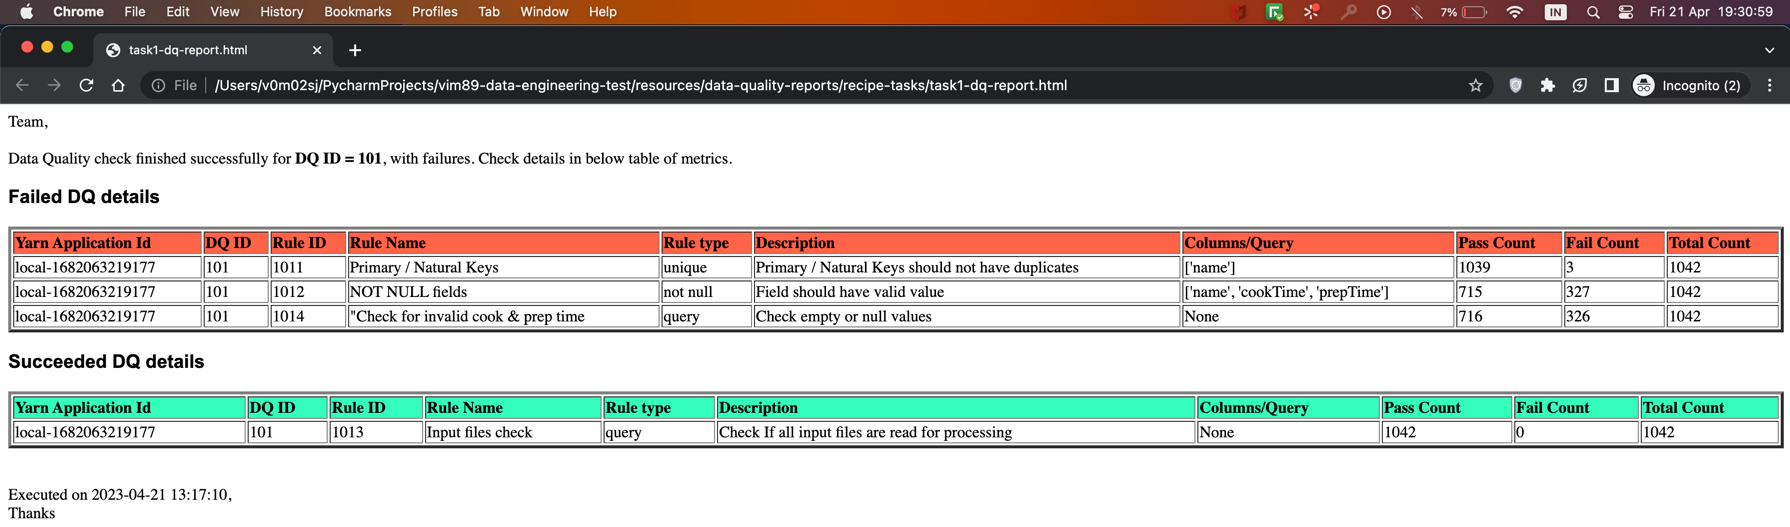 Chrome File Edit View History Bookmarks Profiles Tab Window Help 7% IN Fri 21 Apr 19:30:59
task1-dq-report.html
File /Users/v0m02sj/PycharmProjects/vim89-data-engineering-test/resources/data-quality-reports/recipe-tasks/task1-dq-report.html Incognito (2)
Team,
Data Quality check finished successfully for DQ ID = 101, with failures. Check details in below table of metrics.
Failed DQ details
Yarn Application Id DQ ID Rule ID Rule Name Rule type Description Columns/Query Pass Count Fail Count Total Count
local-1682063219177 101 1011 Primary / Natural Keys unique Primary / Natural Keys should not have duplicates ['name'] 1039 3 1042
local-1682063219177 101 1012 NOT NULL fields not null Field should have valid value ['name', 'cookTime', 'prepTime'] 715 327 1042
local-1682063219177 101 1014 "Check for invalid cook & prep time query Check empty or null values None 716 326 1042
Succeeded DQ details
Yarn Application Id DQ ID Rule ID Rule Name Rule type Description Columns/Query Pass Count Fail Count Total Count
local-1682063219177 101 1013 Input files check query Check If all input files are read for processing None 1042 0 1042
Executed on 2023-04-21 13:17:10,
Thanks